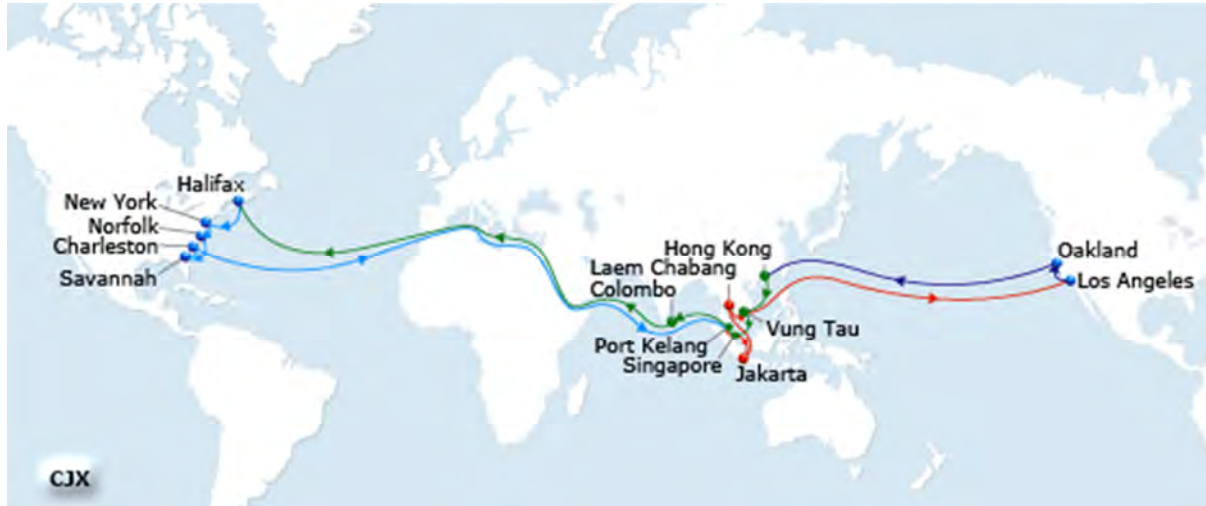 Halifax
New York
Norfolk
Charleston
Savannah
Hong Kong
Laem Chabang
Colombo
Port Kelang
Singapore
Jakarta
Vung Tau
Oakland
Los Angeles
CJX